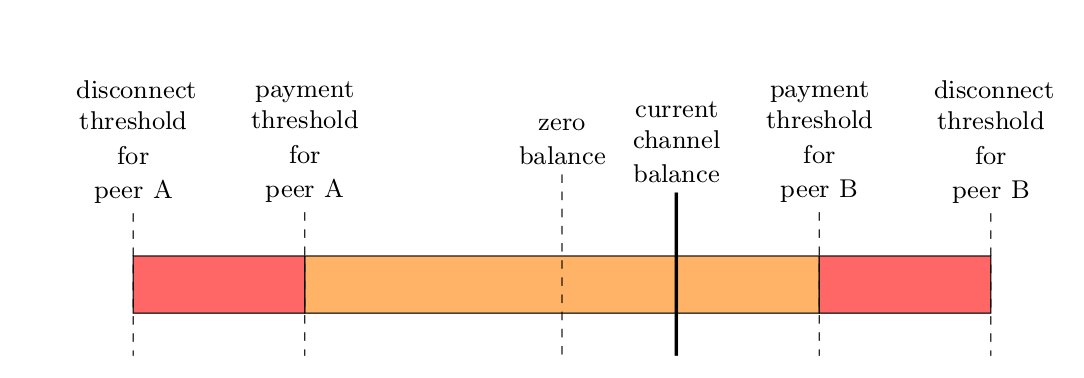 disconnect
threshold
for
peer A
payment
threshold
for
peer A
zero
balance
current
channel
balance
payment
threshold
for
peer B
disconnect
threshold
for
peer B